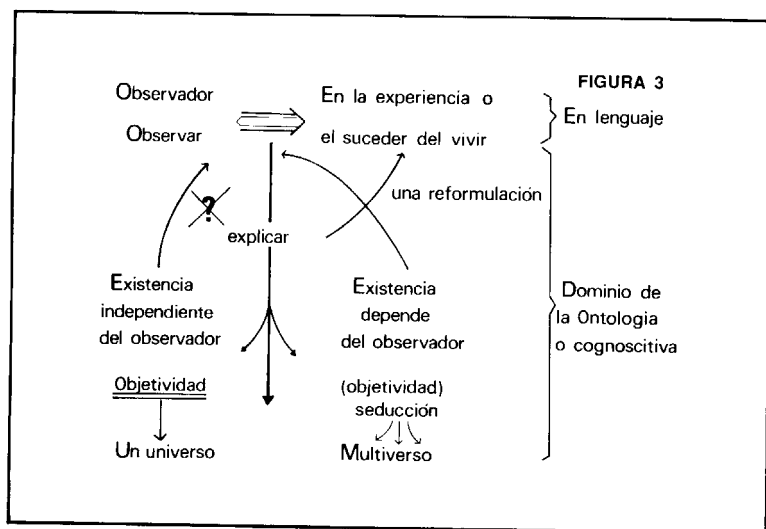 FIGURA 3
Observador
Observar
En la experiencia o
el suceder del vivir
En lenguaje
una reformulación
?
explicar
Existencia
independiente
del observador
Existencia
depende
del observador
Dominio de
la Ontologia
o cognoscitiva
Objetividad
Un universo
(objetividad)
seducción
Multiverso